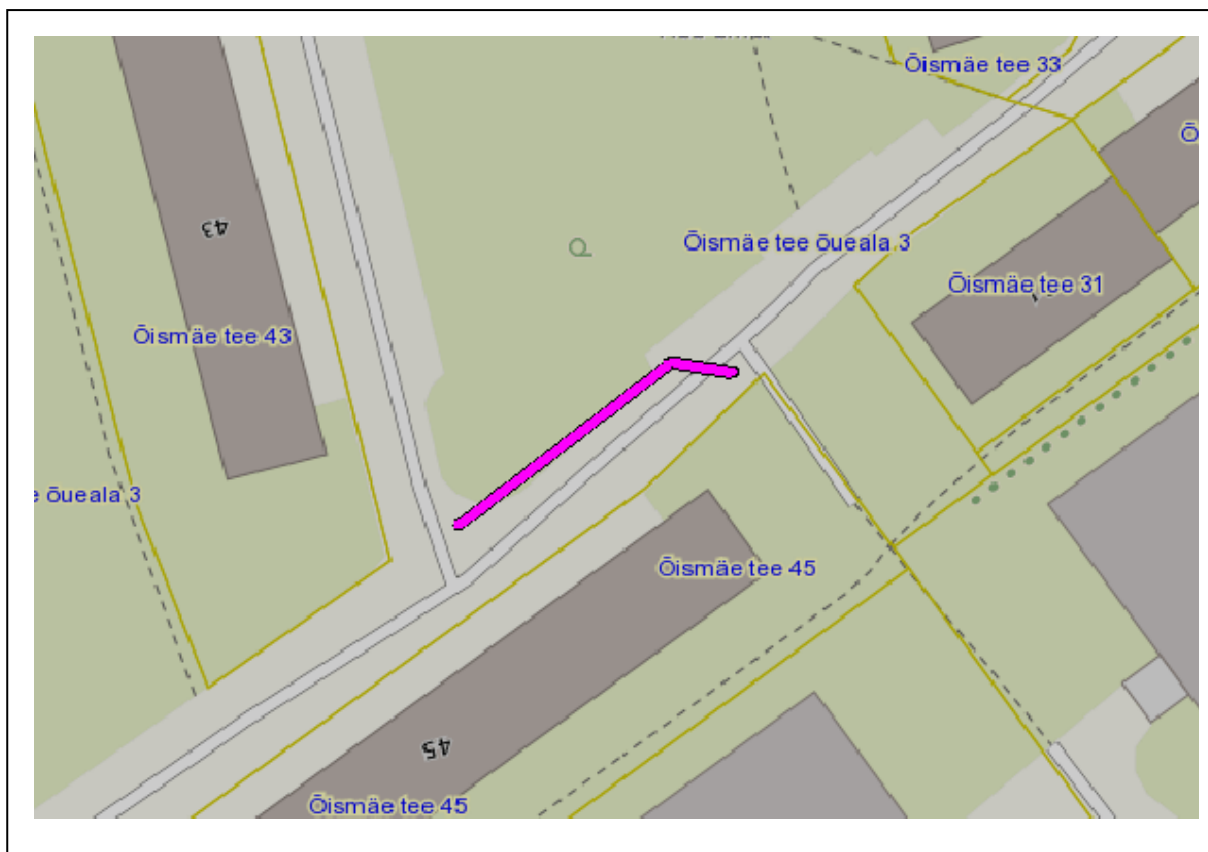 Õismäe tee 33
Õismäe tee õueala 3
Õismäe tee 31
43
Õismäe tee 43
e õueala 3
Õismäe tee 45
45
Õismäe tee 45